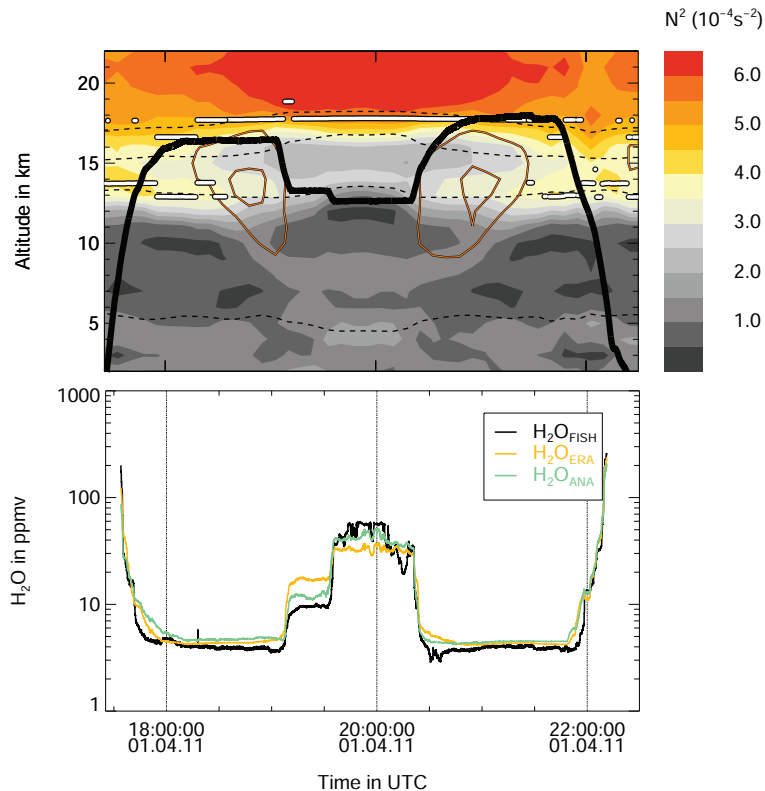 N² (10⁻⁴s⁻²)
20
15
10
5
Altitude in km
6.0
5.0
4.0
3.0
2.0
1.0
1000
100
10
1
H₂O in ppmv
H₂O_FISH
H₂O_ERA
H₂O_ANA
18:00:00 20:00:00 22:00:00
01.04.11 01.04.11 01.04.11
Time in UTC